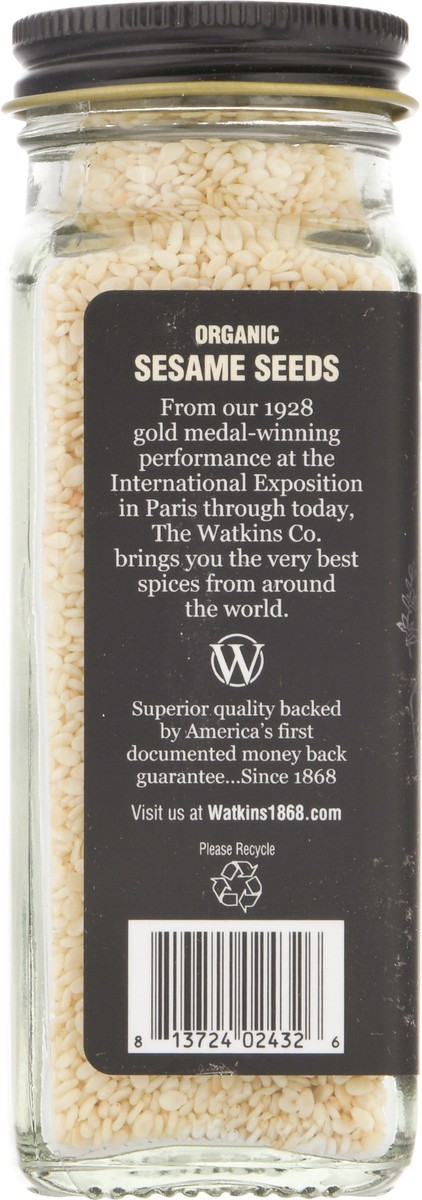 ORGANIC
SESAME SEEDS
From our 1928
gold medal-winning
performance at the
International Exposition
in Paris through today,
The Watkins Co.
brings you the very best
spices from around
the world.
W
Superior quality backed
by America's first
documented money back
guarantee...Since 1868
Visit us at Watkins1868.com
Please Recycle
8 13724 02432 6